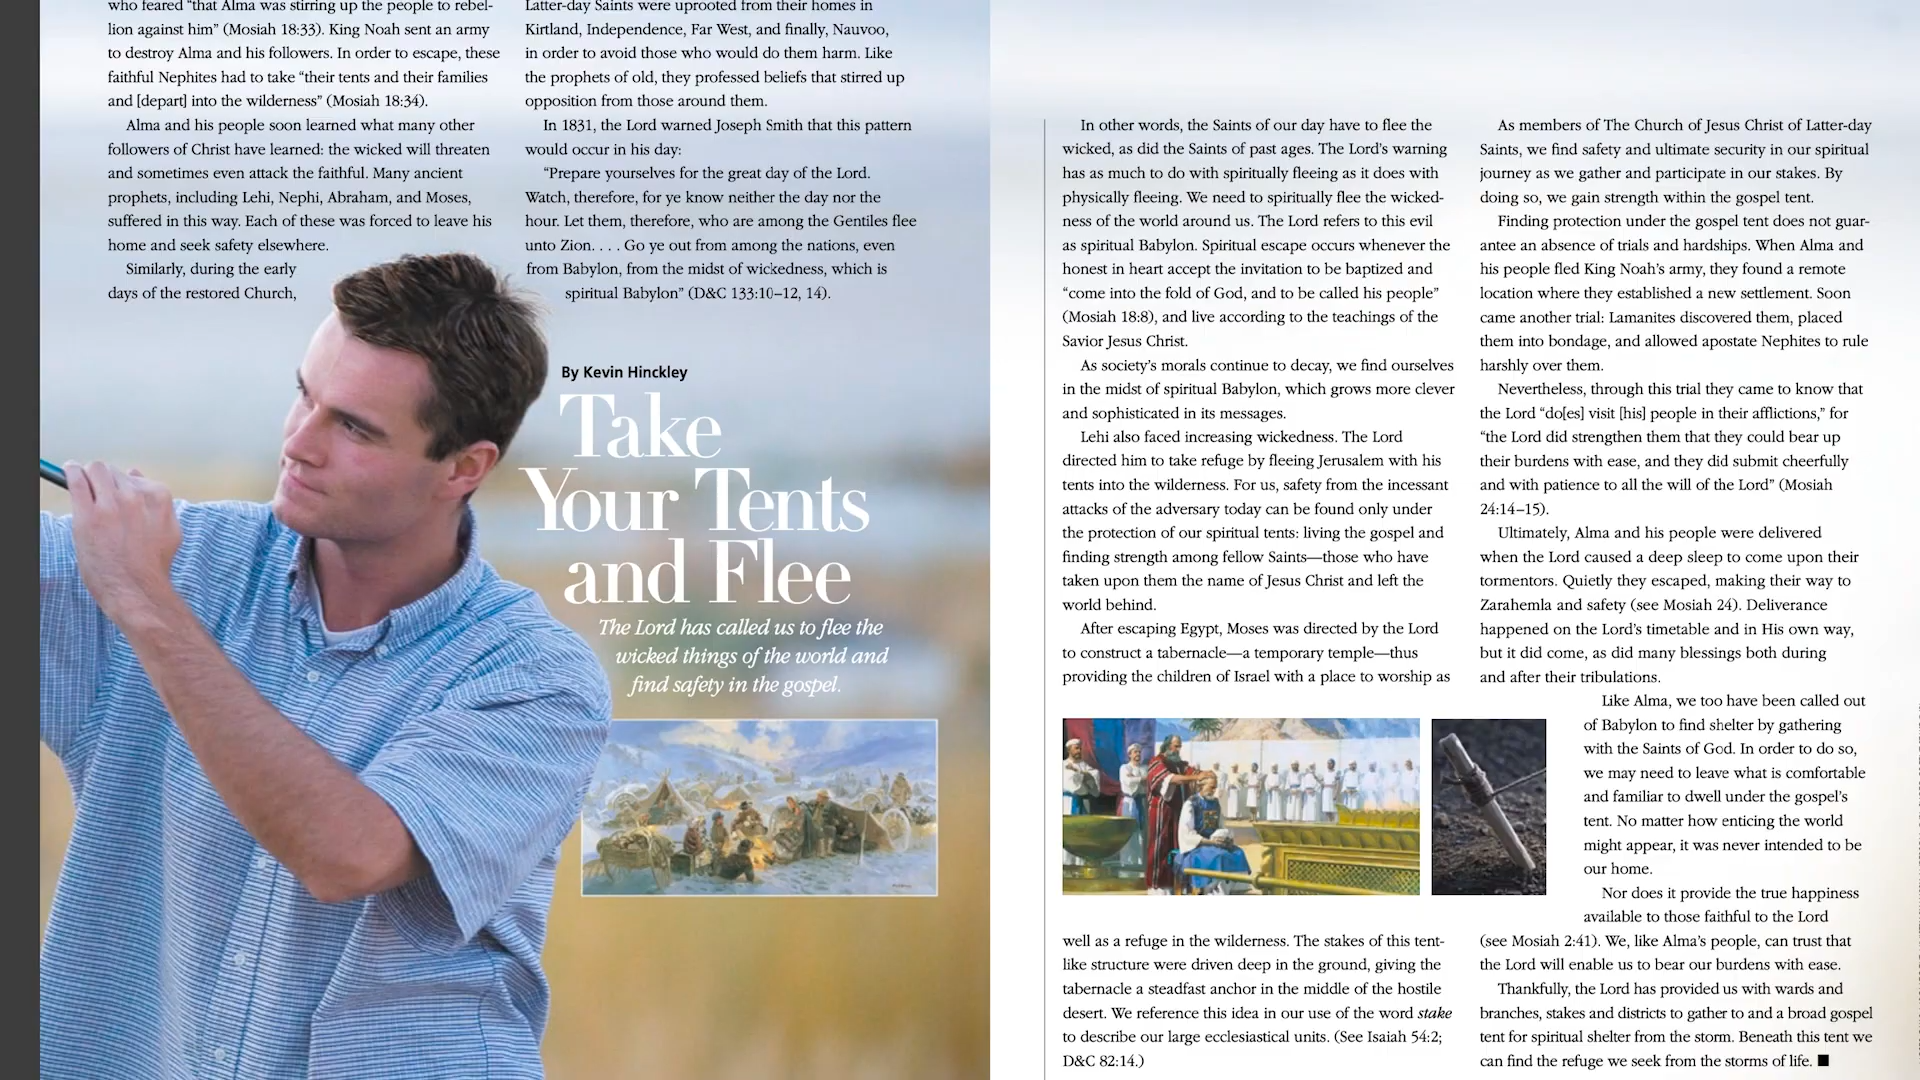 who feared “that Alma was stirring up the people to rebel-
lion against him” (Mosiah 18:33). King Noah sent an army
to destroy Alma and his followers. In order to escape, these
faithful Nephites had to take “their tents and their families
and [depart] into the wilderness” (Mosiah 18:34).
Alma and his people soon learned what many other
followers of Christ have learned: the wicked will threaten
and sometimes even attack the faithful. Many ancient
prophets, including Lehi, Nephi, Abraham, and Moses,
suffered in this way. Each of these was forced to leave his
home and seek safety elsewhere.
Similarly, during the early
days of the restored Church,
Latter-day Saints were uprooted from their homes in
Kirtland, Independence, Far West, and finally, Nauvoo,
in order to avoid those who would do them harm. Like
the prophets of old, they professed beliefs that stirred up
opposition from those around them.
In 1831, the Lord warned Joseph Smith that this pattern
would occur in his day:
“Prepare yourselves for the great day of the Lord.
Watch, therefore, for ye know neither the day nor the
hour. Let them, therefore, who are among the Gentiles flee
unto Zion. . . . Go ye out from among the nations, even
from Babylon, from the midst of wickedness, which is
spiritual Babylon” (D&C 133:10–12, 14).
By Kevin Hinckley
Take
Your Tents
and Flee
The Lord has called us to flee the
wicked things of the world and
find safety in the gospel.
In other words, the Saints of our day have to flee the
wicked, as did the Saints of past ages. The Lord’s warning
has as much to do with spiritually fleeing as it does with
physically fleeing. We need to spiritually flee the wicked-
ness of the world around us. The Lord refers to this evil
as spiritual Babylon. Spiritual escape occurs whenever the
honest in heart accept the invitation to be baptized and
“come into the fold of God, and to be called his people”
(Mosiah 18:8), and live according to the teachings of the
Savior Jesus Christ.
As society’s morals continue to decay, we find ourselves
in the midst of spiritual Babylon, which grows more clever
and sophisticated in its messages.
Lehi also faced increasing wickedness. The Lord
directed him to take refuge by fleeing Jerusalem with his
tents into the wilderness. For us, safety from the incessant
attacks of the adversary today can be found only under
the protection of our spiritual tents: living the gospel and
finding strength among fellow Saints—those who have
taken upon them the name of Jesus Christ and left the
world behind.
After escaping Egypt, Moses was directed by the Lord
to construct a tabernacle—a temporary temple—thus
providing the children of Israel with a place to worship as
well as a refuge in the wilderness. The stakes of this tent-
like structure were driven deep in the ground, giving the
tabernacle a steadfast anchor in the middle of the hostile
desert. We reference this idea in our use of the word stake
to describe our large ecclesiastical units. (See Isaiah 54:2;
D&C 82:14.)
As members of The Church of Jesus Christ of Latter-day
Saints, we find safety and ultimate security in our spiritual
journey as we gather and participate in our stakes. By
doing so, we gain strength within the gospel tent.
Finding protection under the gospel tent does not guar-
antee an absence of trials and hardships. When Alma and
his people fled King Noah’s army, they found a remote
location where they established a new settlement. Soon
came another trial: Lamanites discovered them, placed
them into bondage, and allowed apostate Nephites to rule
harshly over them.
Nevertheless, through this trial they came to know that
the Lord “do[es] visit [his] people in their afflictions,” for
“the Lord did strengthen them that they could bear up
their burdens with ease, and they did submit cheerfully
and with patience to all the will of the Lord” (Mosiah
24:14–15).
Ultimately, Alma and his people were delivered
when the Lord caused a deep sleep to come upon their
tormentors. Quietly they escaped, making their way to
Zarahemla and safety (see Mosiah 24). Deliverance
happened on the Lord’s timetable and in His own way,
but it did come, as did many blessings both during
and after their tribulations.
Like Alma, we too have been called out
of Babylon to find shelter by gathering
with the Saints of God. In order to do so,
we may need to leave what is comfortable
and familiar to dwell under the gospel’s
tent. No matter how enticing the world
might appear, it was never intended to be
our home.
Nor does it provide the true happiness
available to those faithful to the Lord
(see Mosiah 2:41). We, like Alma’s people, can trust that
the Lord will enable us to bear our burdens with ease.
Thankfully, the Lord has provided us with wards and
branches, stakes and districts to gather to and a broad gospel
tent for spiritual shelter from the storm. Beneath this tent we
can find the refuge we seek from the storms of life. ■